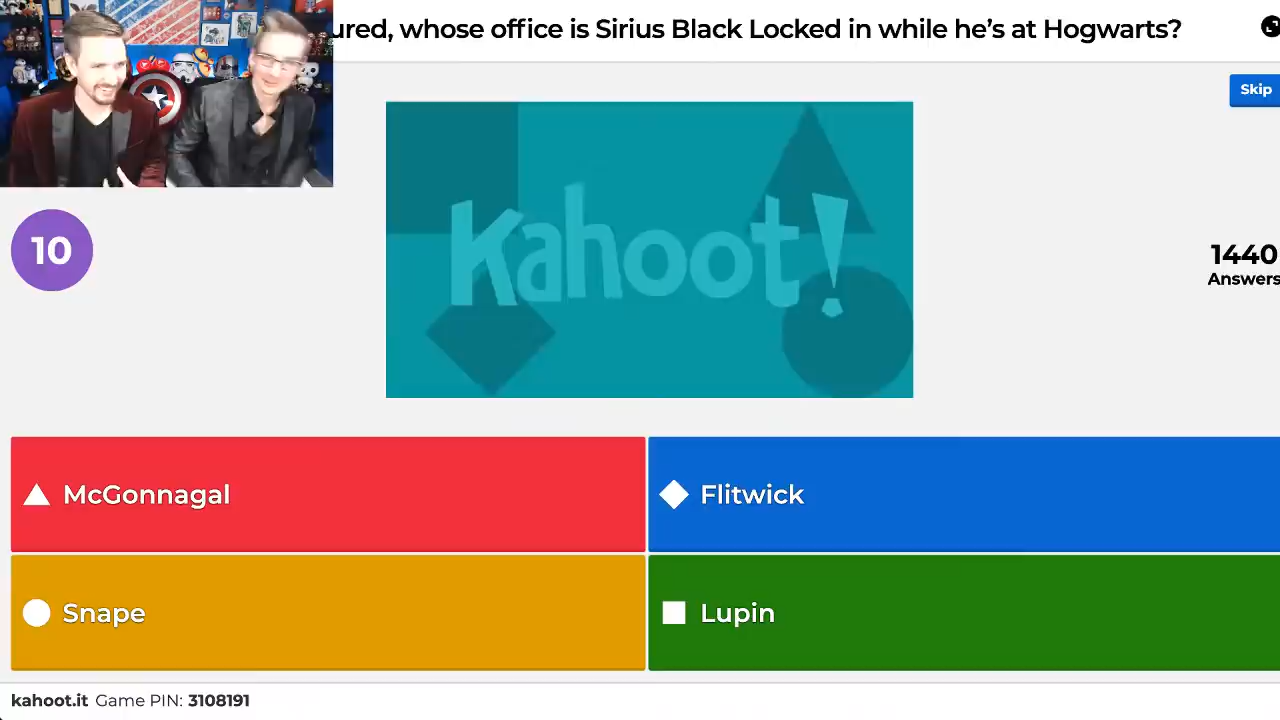 ured, whose office is Sirius Black Locked in while he’s at Hogwarts?
Skip
Kahoot!
10
1440
Answers
McGonnagal
Flitwick
Snape
Lupin
kahoot.it Game PIN: 3108191